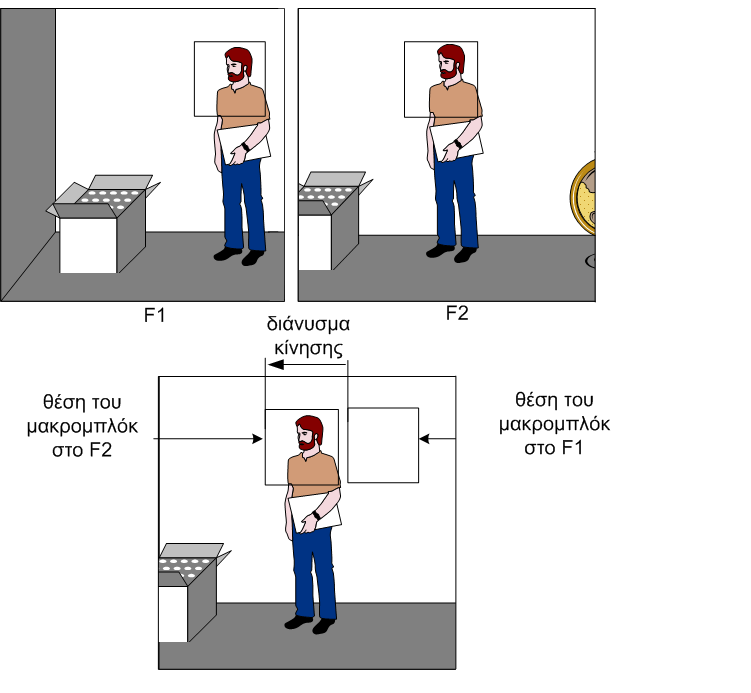 F1
F2
διάνυσμα
κίνησης
θέση του
μακρομπλόκ
στο F2
θέση του
μακρομπλόκ
στο F1